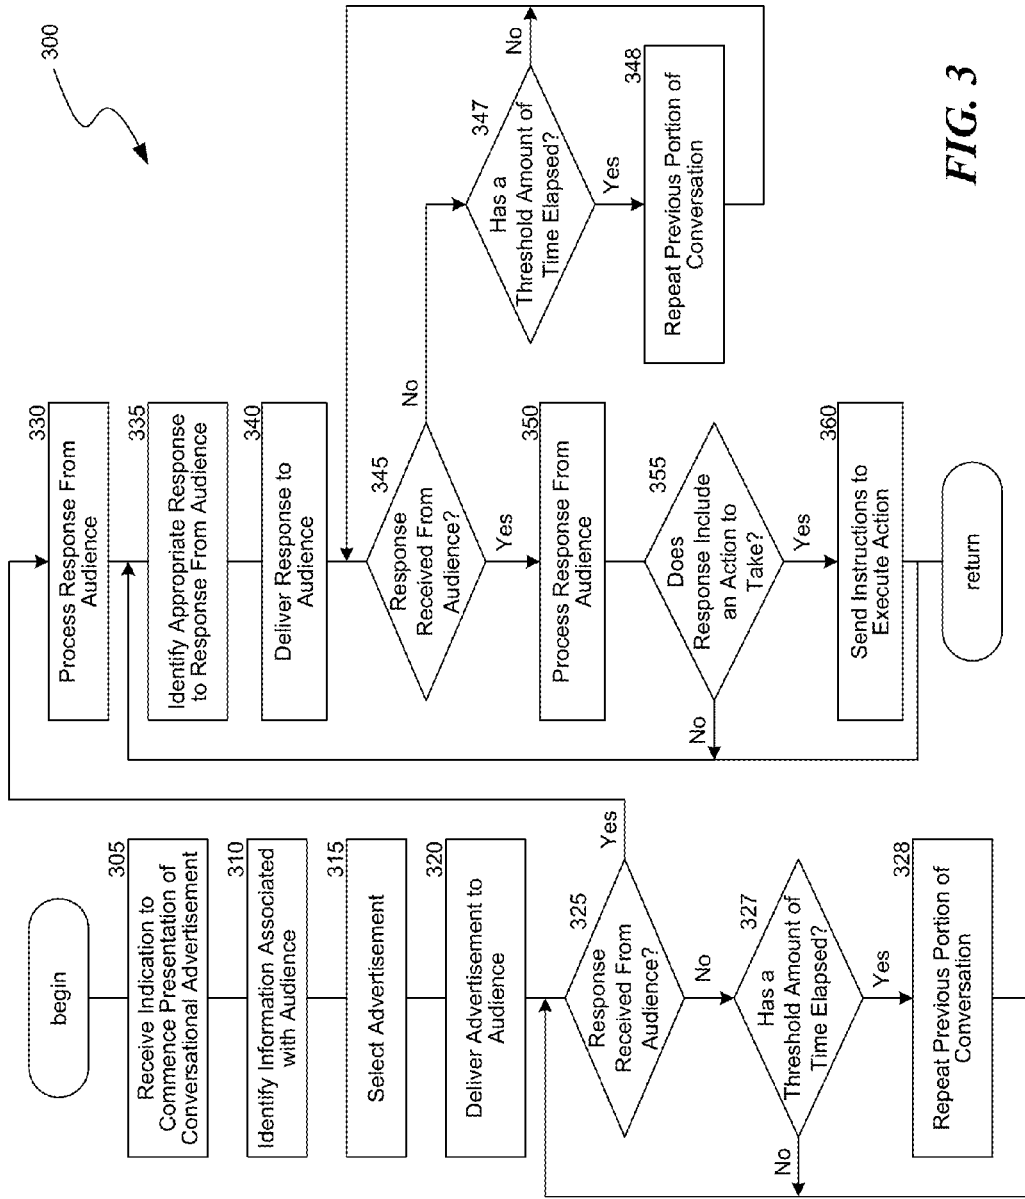 300
begin
305
Receive Indication to
Commence Presentation of
Conversational Advertisement
310
Identify Information Associated
with Audience
315
Select Advertisement
320
Deliver Advertisement to
Audience
325
Response
Received From
Audience?
Yes
No
327
Has a
Threshold Amount of
Time Elapsed?
No
Yes
328
Repeat Previous Portion of
Conversation
330
Process Response From
Audience
335
Identify Appropriate Response
to Response From Audience
340
Deliver Response to
Audience
345
Response
Received From
Audience?
No
Yes
347
Has a
Threshold Amount of
Time Elapsed?
No
Yes
348
Repeat Previous Portion of
Conversation
350
Process Response From
Audience
355
Does
Response Include
an Action to
Take?
No
Yes
360
Send Instructions to
Execute Action
return
FIG. 3